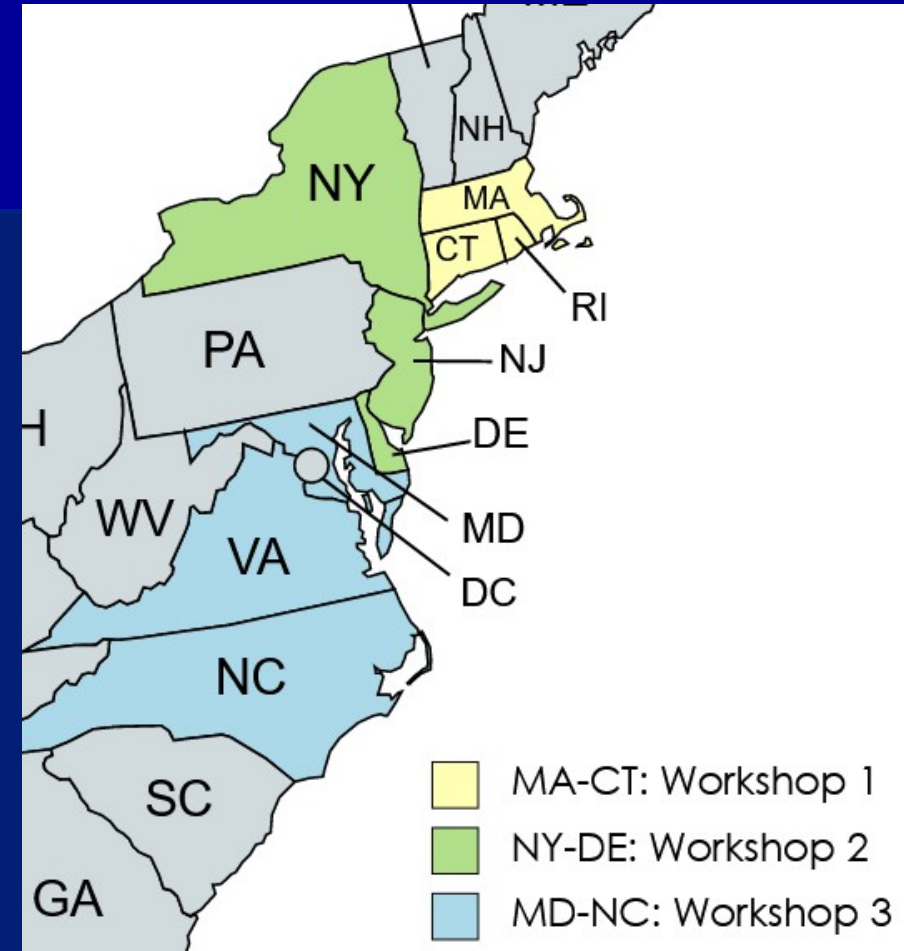 NH
NY
MA
CT
RI
PA
NJ
DE
WV
MD
VA
DC
NC
SC
GA
MA-CT: Workshop 1
NY-DE: Workshop 2
MD-NC: Workshop 3